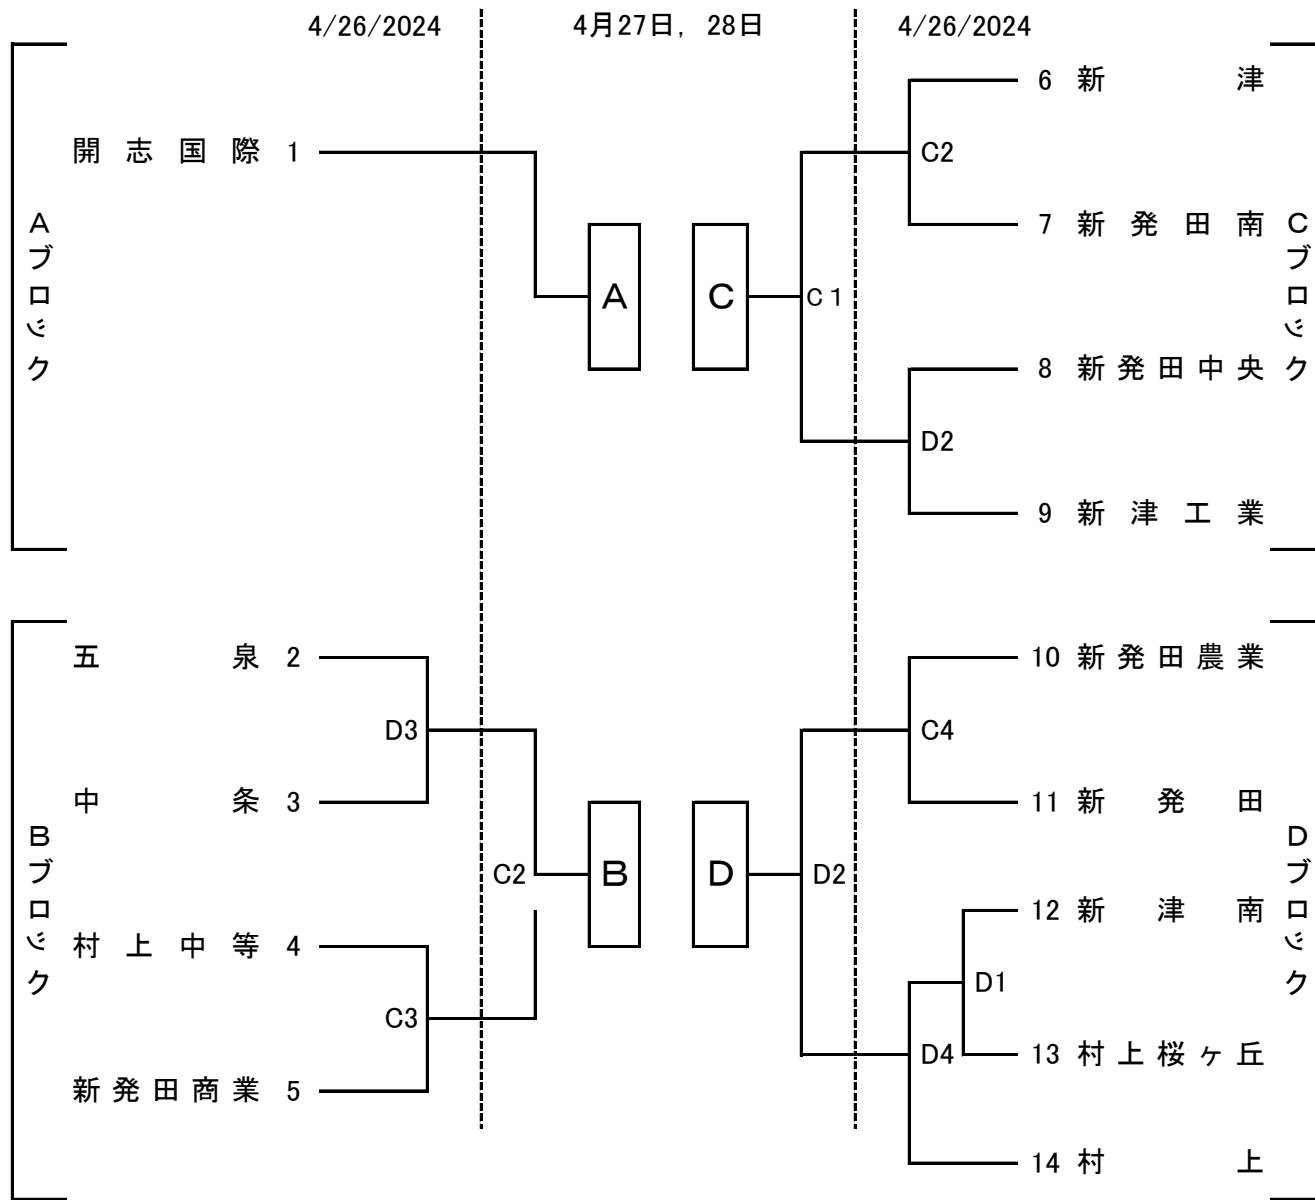 4/26/2024
4月27日，28日
4/26/2024
Aブロック
開志国際 1
A
Bブロック
五泉 2
D3
中条 3
C2
B
村上中等 4
C3
新発田商業 5
6 新津
C2
7 新発田南
C
C1
8 新発田中央
D2
9 新津工業
Cブロック
10 新発田農業
C4
11 新発田
D
D2
12 新津南
D1
13 村上桜ヶ丘
D4
14 村上
Dブロック